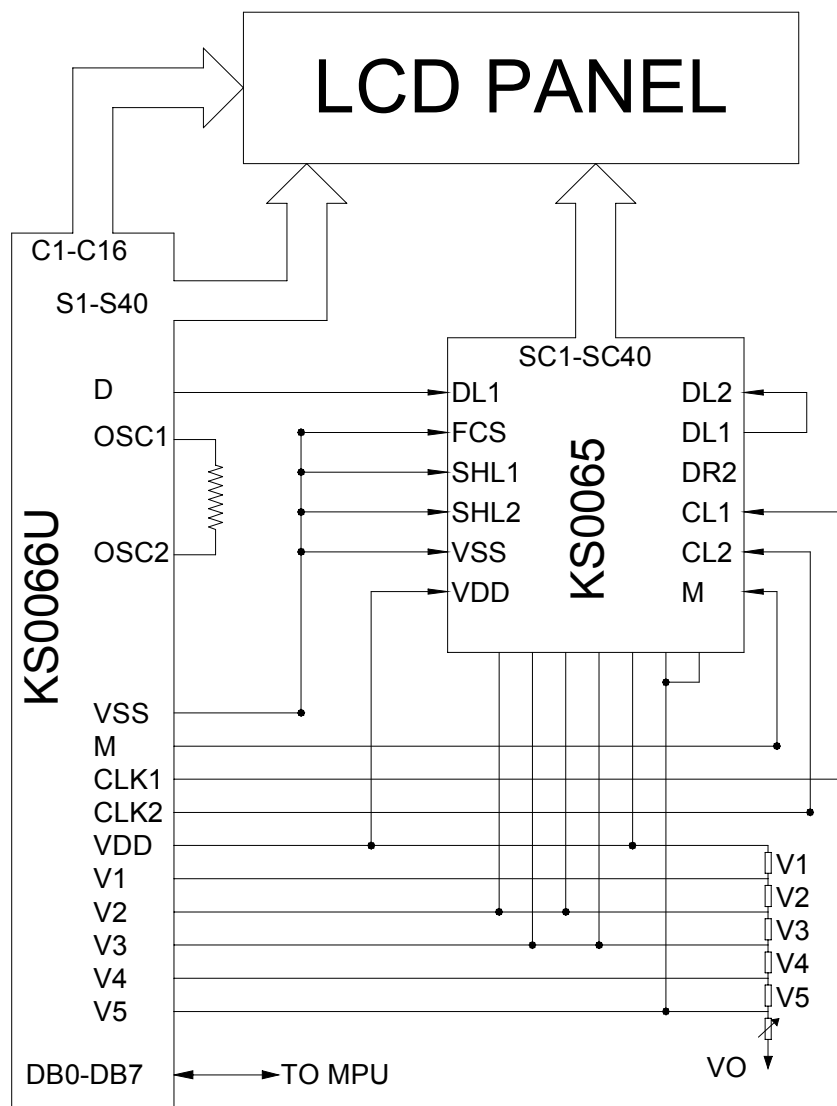 LCD PANEL
C1-C16
S1-S40
D
OSC1
OSC2
KS0066U
VSS
M
CLK1
CLK2
VDD
V1
V2
V3
V4
V5
DB0-DB7
TO MPU
SC1-SC40
DL1
FCS
SHL1
SHL2
VSS
VDD
KS0065
DL2
DL1
DR2
CL1
CL2
M
V1
V2
V3
V4
V5
VO